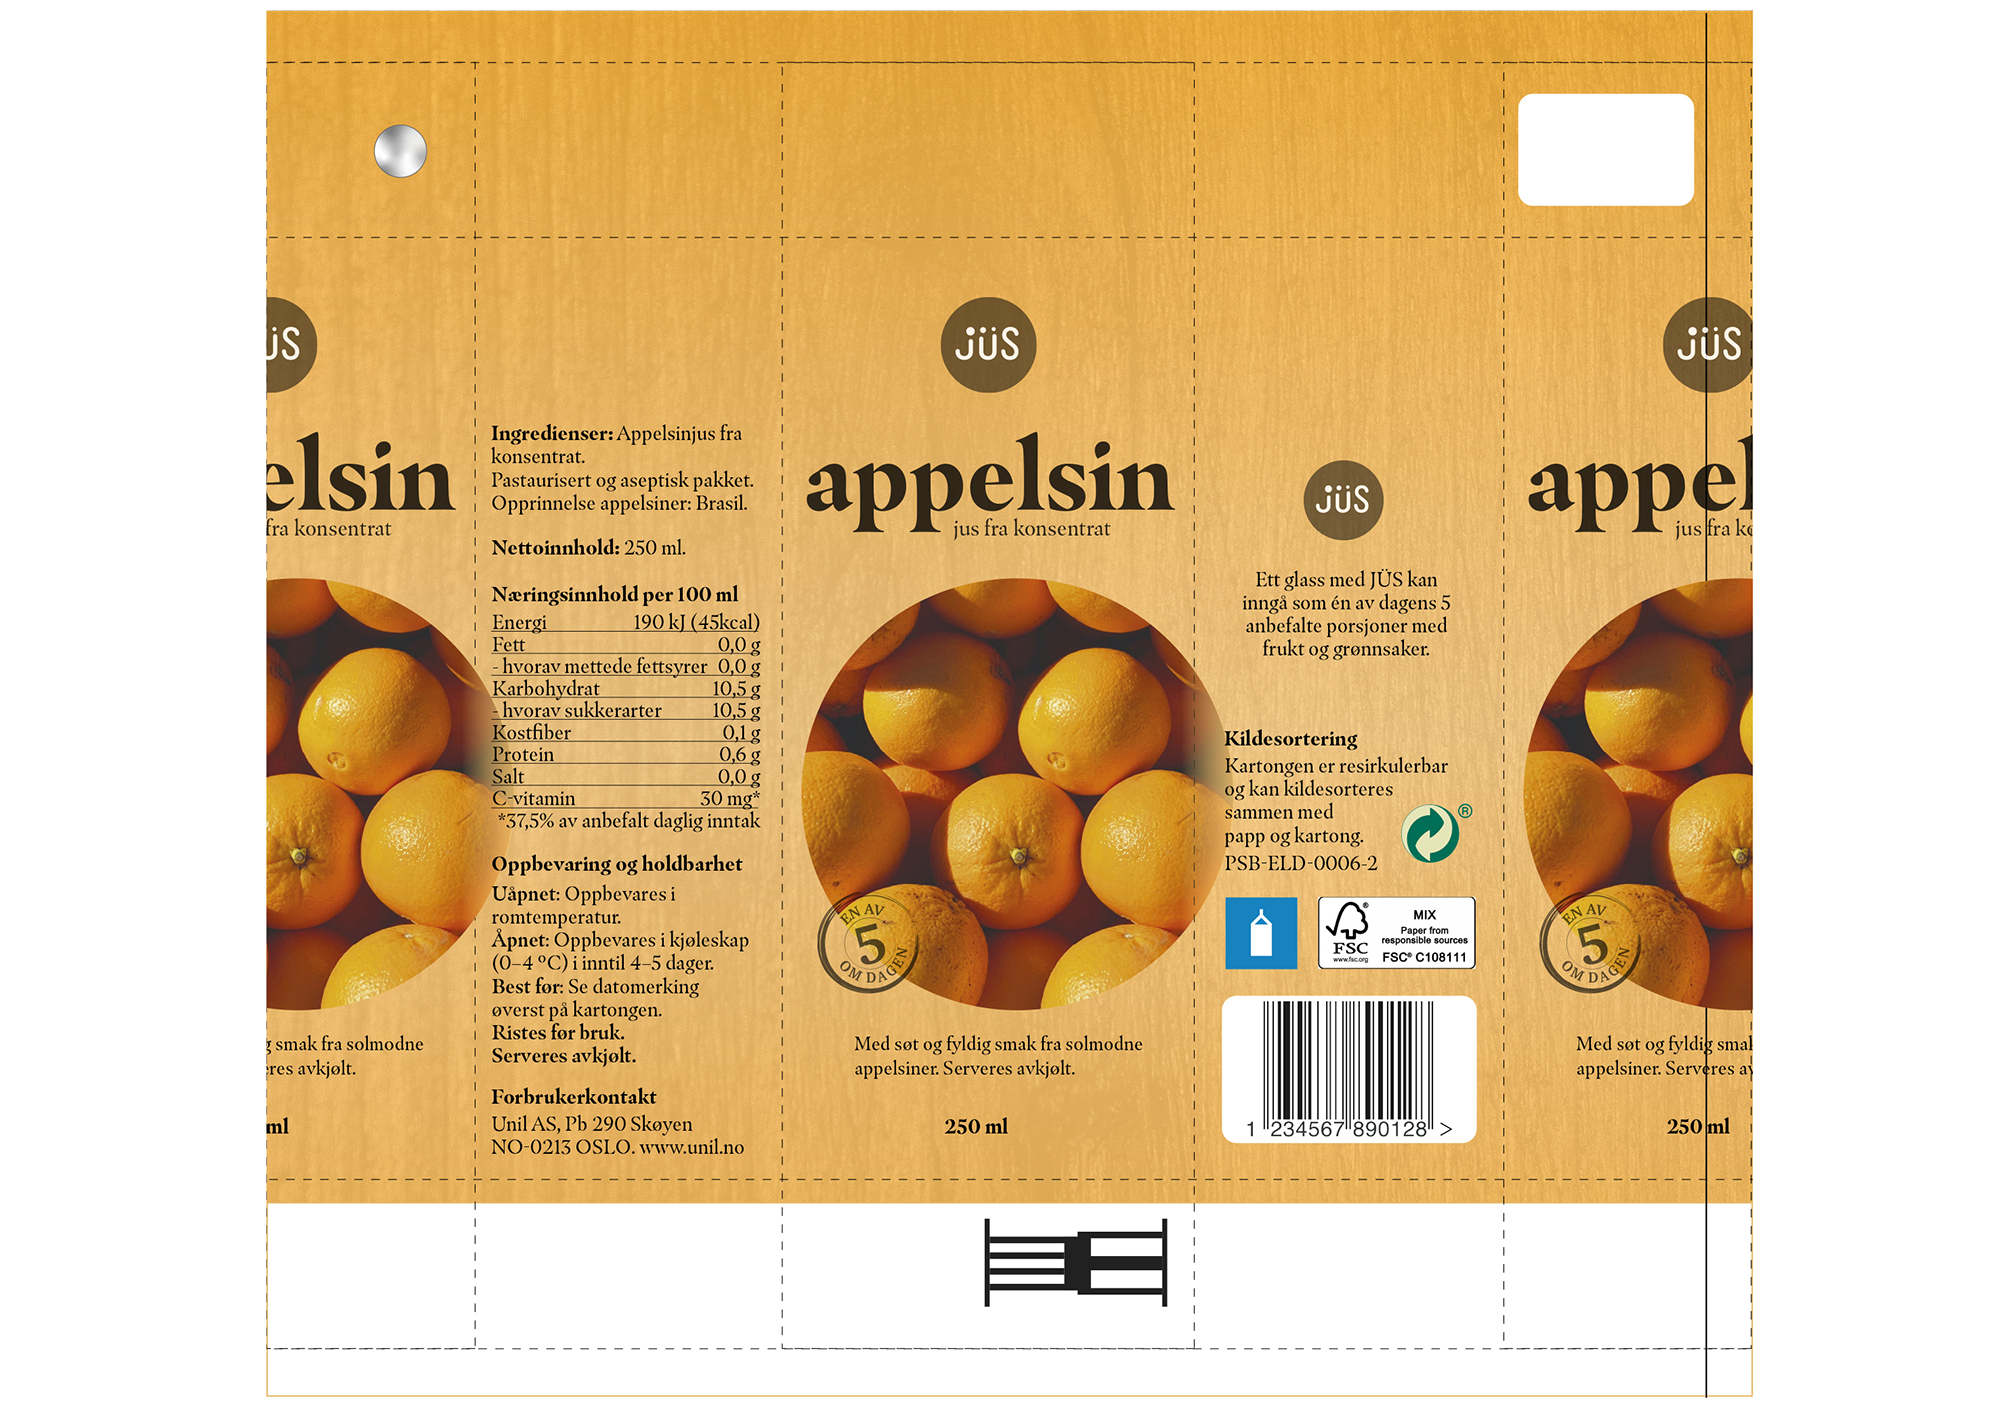 JÜS
elsin
fra konsentrat
smak fra solmodne
res avkjølt.
ml
Ingredienser: Appelsinjus fra
konsentrat.
Pastaurisert og aseptisk pakket.
Opprinnelse appelsiner: Brasil.
Nettoinnhold: 250 ml.
Næringsinnhold per 100 ml
Energi 190 kJ (45kcal)
Fett 0,0 g
- hvorav mettede fettsyrer 0,0 g
Karbohydrat 10,5 g
- hvorav sukkerarter 10,5 g
Kostfiber 0,1 g
Protein 0,6 g
Salt 0,0 g
C-vitamin 30 mg*
*37,5% av anbefalt daglig inntak
Oppbevaring og holdbarhet
Uåpnet: Oppbevares i
romtemperatur.
Åpnet: Oppbevares i kjøleskap
(0–4 °C) i inntil 4–5 dager.
Best før: Se datomerking
øverst på kartongen.
Ristes før bruk.
Serveres avkjølt.
Forbrukerkontakt
Unil AS, Pb 290 Skøyen
NO-0213 OSLO. www.unil.no
JÜS
appelsin
jus fra konsentrat
EN AV
5
OM DAGEN
Med søt og fyldig smak fra solmodne
appelsiner. Serveres avkjølt.
250 ml
JÜS
Ett glass med JÜS kan
inngå som én av dagens 5
anbefalte porsjoner med
frukt og grønnsaker.
Kildesortering
Kartongen er resirkulerbar
og kan kildesorteres
sammen med
papp og kartong.
PSB-ELD-0006-2
®
FSC
www.fsc.org
MIX
Paper from
responsible sources
FSC® C108111
1 234567 890128 >
JÜS
appel
jus fra ko
EN AV
5
OM DAGEN
Med søt og fyldig smak
appelsiner. Serveres av
250 ml